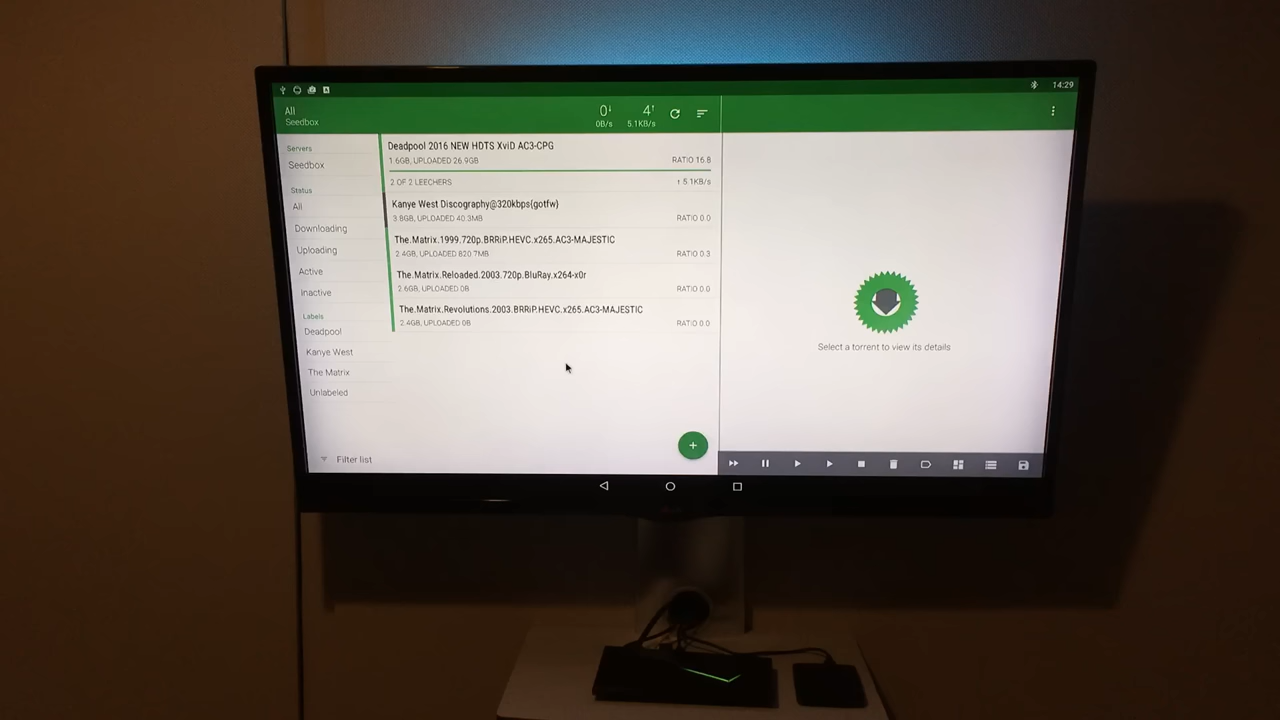 14:29
All
Seedbox
0↓
0B/s
4↑
5.1KB/s
Servers
Seedbox
Status
All
Downloading
Uploading
Active
Inactive
Labels
Deadpool
Kanye West
The Matrix
Unlabeled
Filter list
Deadpool 2016 NEW HDTS XviD AC3-CPG
1.6GB, UPLOADED 26.9GB
RATIO 16.8
2 OF 2 LEECHERS
↑ 5.1KB/s
Kanye West Discography@320kbps(gotfw)
3.8GB, UPLOADED 40.3MB
RATIO 0.0
The.Matrix.1999.720p.BRRiP.HEVC.x265.AC3-MAJESTIC
2.4GB, UPLOADED 820.7MB
RATIO 0.3
The.Matrix.Reloaded.2003.720p.BluRay.x264-x0r
2.6GB, UPLOADED 0B
RATIO 0.0
The.Matrix.Revolutions.2003.BRRiP.HEVC.x265.AC3-MAJESTIC
2.4GB, UPLOADED 0B
RATIO 0.0
Select a torrent to view its details